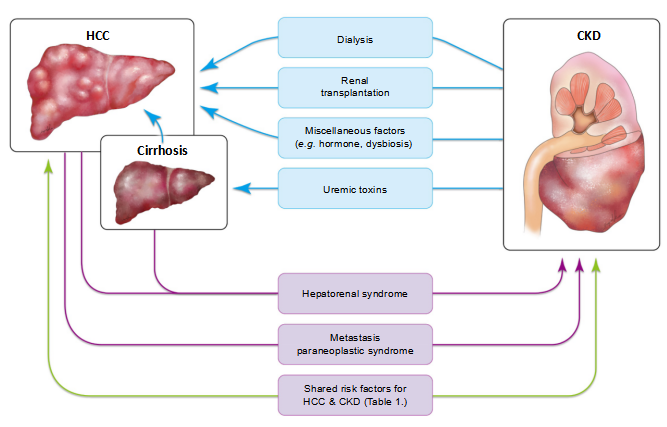 HCC
CKD
Dialysis
Renal
transplantation
Miscellaneous factors
(e.g. hormone, dysbiosis)
Cirrhosis
Uremic toxins
Hepatorenal syndrome
Metastasis
paraneoplastic syndrome
Shared risk factors for
HCC & CKD (Table 1.)